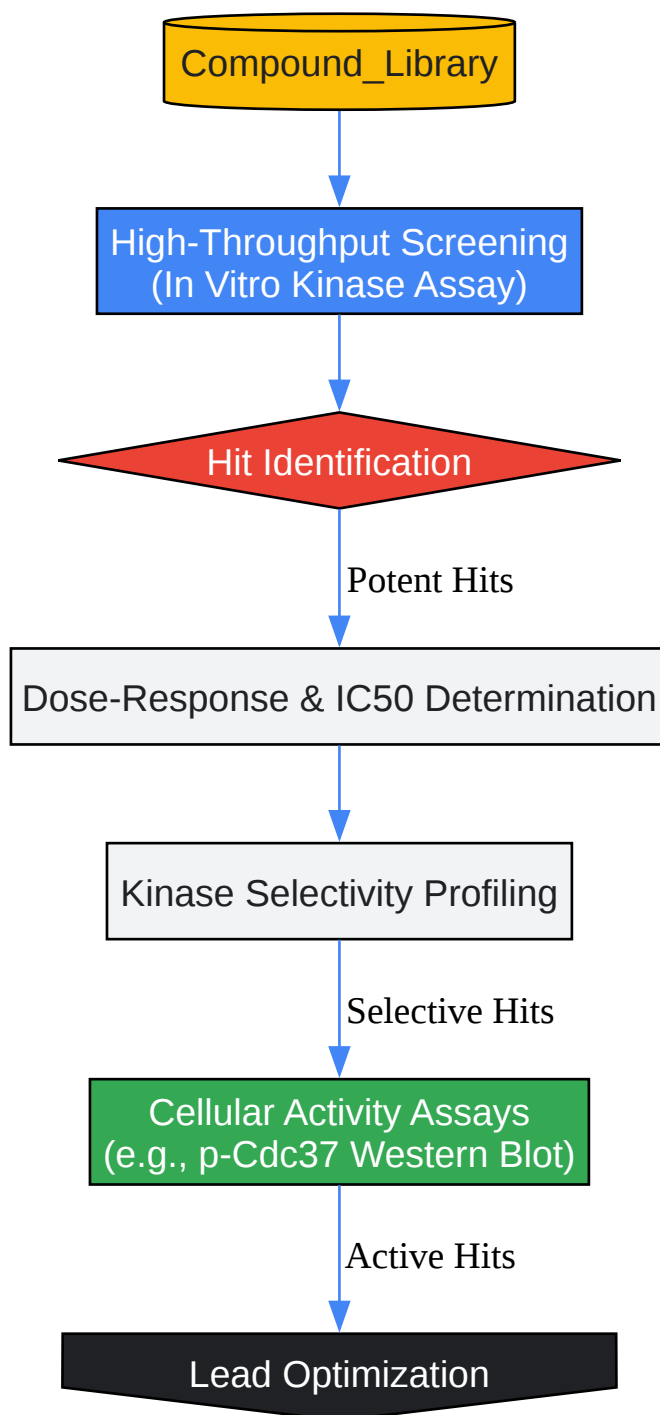 Compound_Library
High-Throughput Screening
(In Vitro Kinase Assay)
Hit Identification
Potent Hits
Dose-Response & IC50 Determination
Kinase Selectivity Profiling
Selective Hits
Cellular Activity Assays
(e.g., p-Cdc37 Western Blot)
Active Hits
Lead Optimization